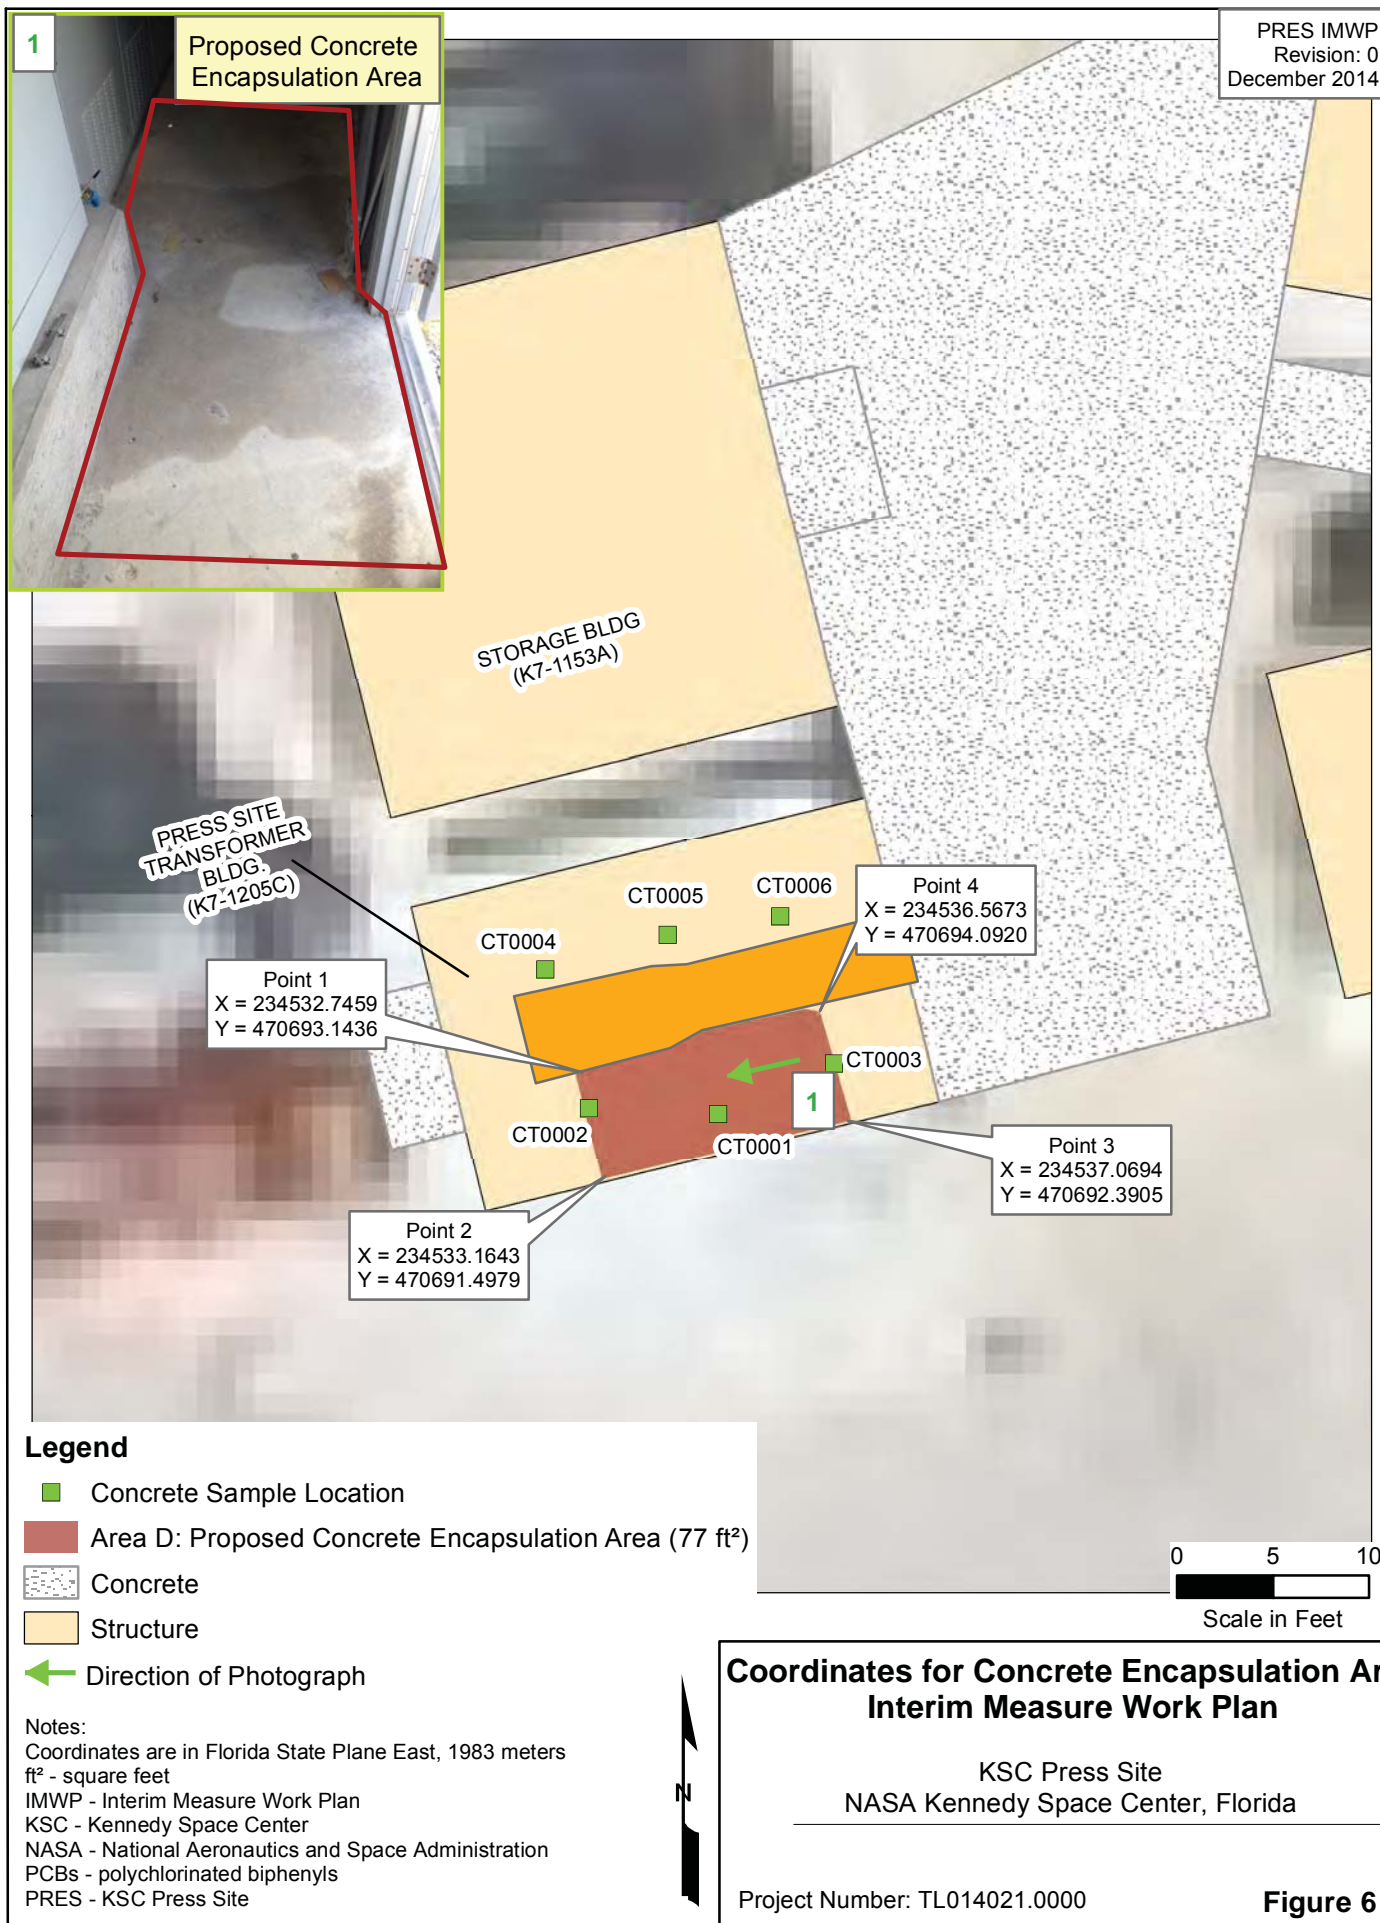 1
Proposed Concrete
Encapsulation Area
PRES IMWP
Revision: 0
December 2014
STORAGE BLDG
(K7-1153A)
PRESS SITE
TRANSFORMER
BLDG.
(K7-1205C)
CT0004
CT0005
CT0006
Point 4
X = 234536.5673
Y = 470694.0920
Point 1
X = 234532.7459
Y = 470693.1436
CT0003
1
CT0002
CT0001
Point 3
X = 234537.0694
Y = 470692.3905
Point 2
X = 234533.1643
Y = 470691.4979
Legend
Concrete Sample Location
Area D: Proposed Concrete Encapsulation Area (77 ft²)
Concrete
Structure
Direction of Photograph
0 5 10
Scale in Feet
Notes:
Coordinates are in Florida State Plane East, 1983 meters
ft² - square feet
IMWP - Interim Measure Work Plan
KSC - Kennedy Space Center
NASA - National Aeronautics and Space Administration
PCBs - polychlorinated biphenyls
PRES - KSC Press Site
N
Coordinates for Concrete Encapsulation
Interim Measure Work Plan
KSC Press Site
NASA Kennedy Space Center, Florida
Project Number: TL014021.0000
Figure 6